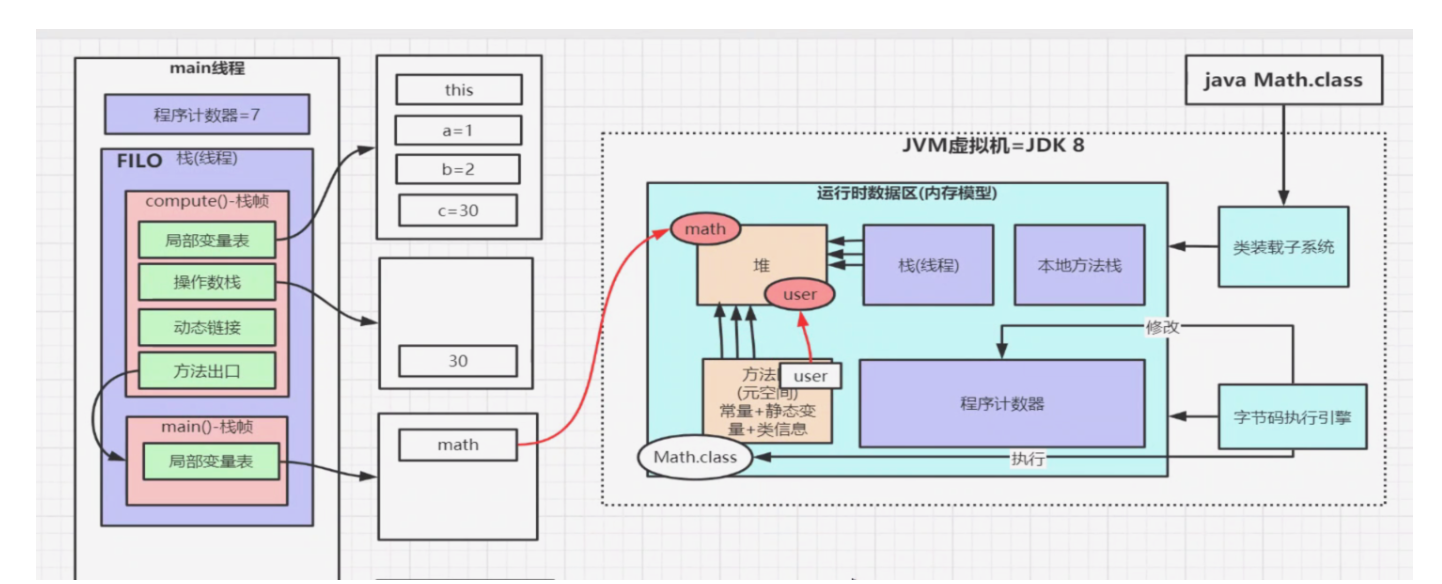 main线程
程序计数器=7
FILO 栈(线程)
compute()-栈帧
局部变量表
操作数栈
动态链接
方法出口
main()-栈帧
局部变量表
this
a=1
b=2
c=30
30
math
java Math.class
JVM虚拟机=JDK 8
运行时数据区(内存模型)
math
堆
user
栈(线程)
本地方法栈
类装载子系统
修改
方法
user
(元空间)
常量+静态变
量+类信息
程序计数器
字节码执行引擎
Math.class
执行